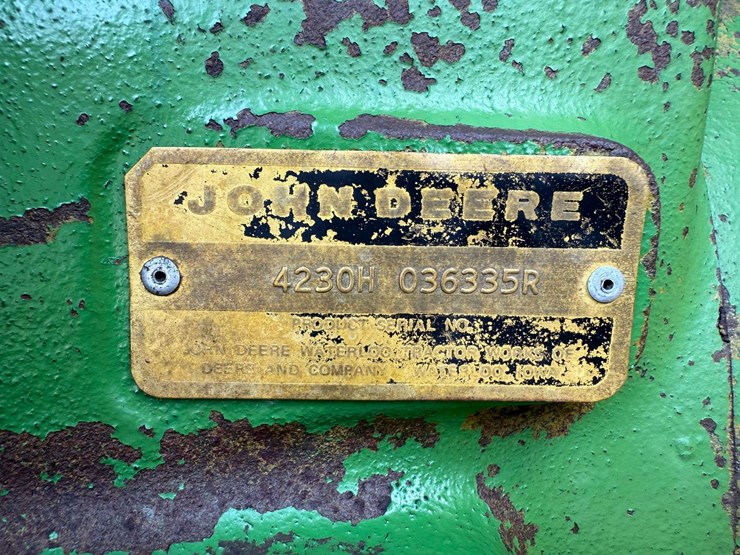 JOHN DEERE
4230H 036335R
PRODUCT SERIAL NO.
JOHN DEERE WATERLOO TRACTOR WORKS OF
DEERE AND COMPANY WATERLOO IOWA